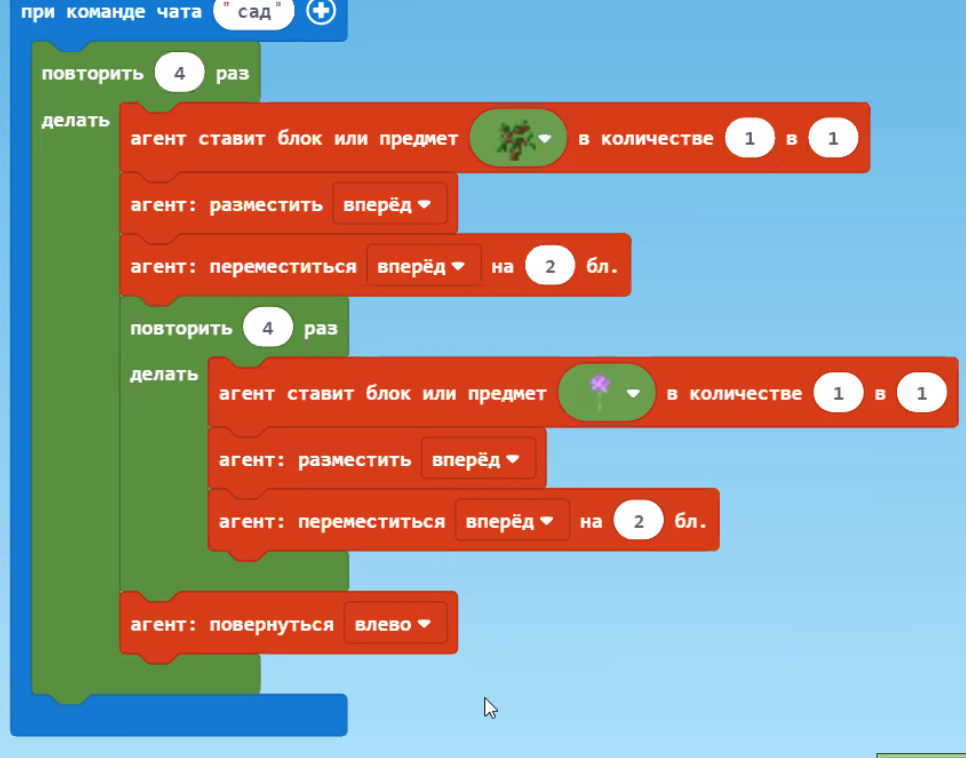 при команде чата "сад"
повторить 4 раз
делать
агент ставит блок или предмет в количестве 1 в 1
агент: разместить вперёд
агент: переместиться вперёд на 2 бл.
повторить 4 раз
делать
агент ставит блок или предмет в количестве 1 в 1
агент: разместить вперёд
агент: переместиться вперёд на 2 бл.
агент: повернуться влево